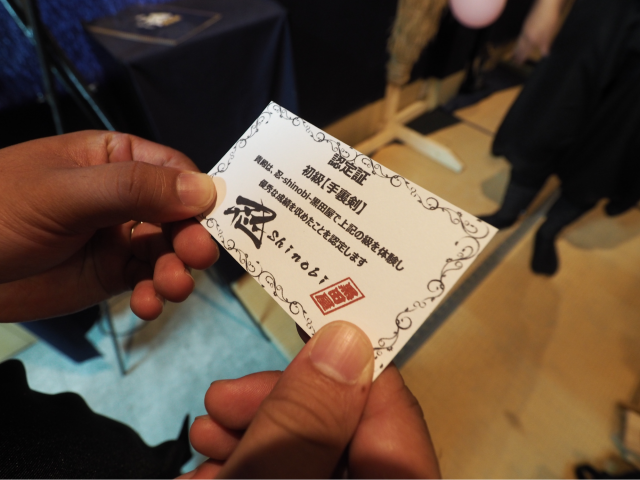 認定証
初級【手裏剣】
貴殿は、忍-shinobi-黒田屋で上記の級を体験し
優秀な成績を収めたことを認定します
忍
Shinobi